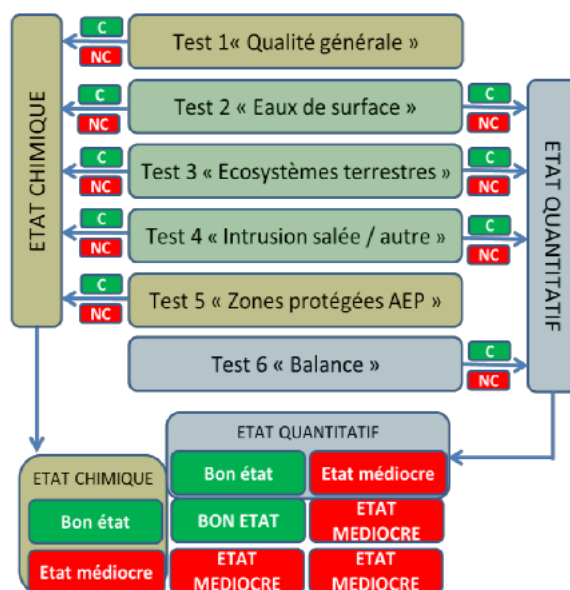 C
NC
Test 1« Qualité générale »
C
NC
Test 2 « Eaux de surface »
C
NC
C
NC
Test 3 « Ecosystèmes terrestres »
C
NC
C
NC
Test 4 « Intrusion salée / autre »
C
NC
C
NC
Test 5 « Zones protégées AEP »
Test 6 « Balance »
C
NC
ETAT CHIMIQUE
ETAT QUANTITATIF
ETAT QUANTITATIF
ETAT CHIMIQUE
Bon état
Etat médiocre
Bon état
BON ETAT
ETAT
MEDIOCRE
Etat médiocre
ETAT
MEDIOCRE
ETAT
MEDIOCRE